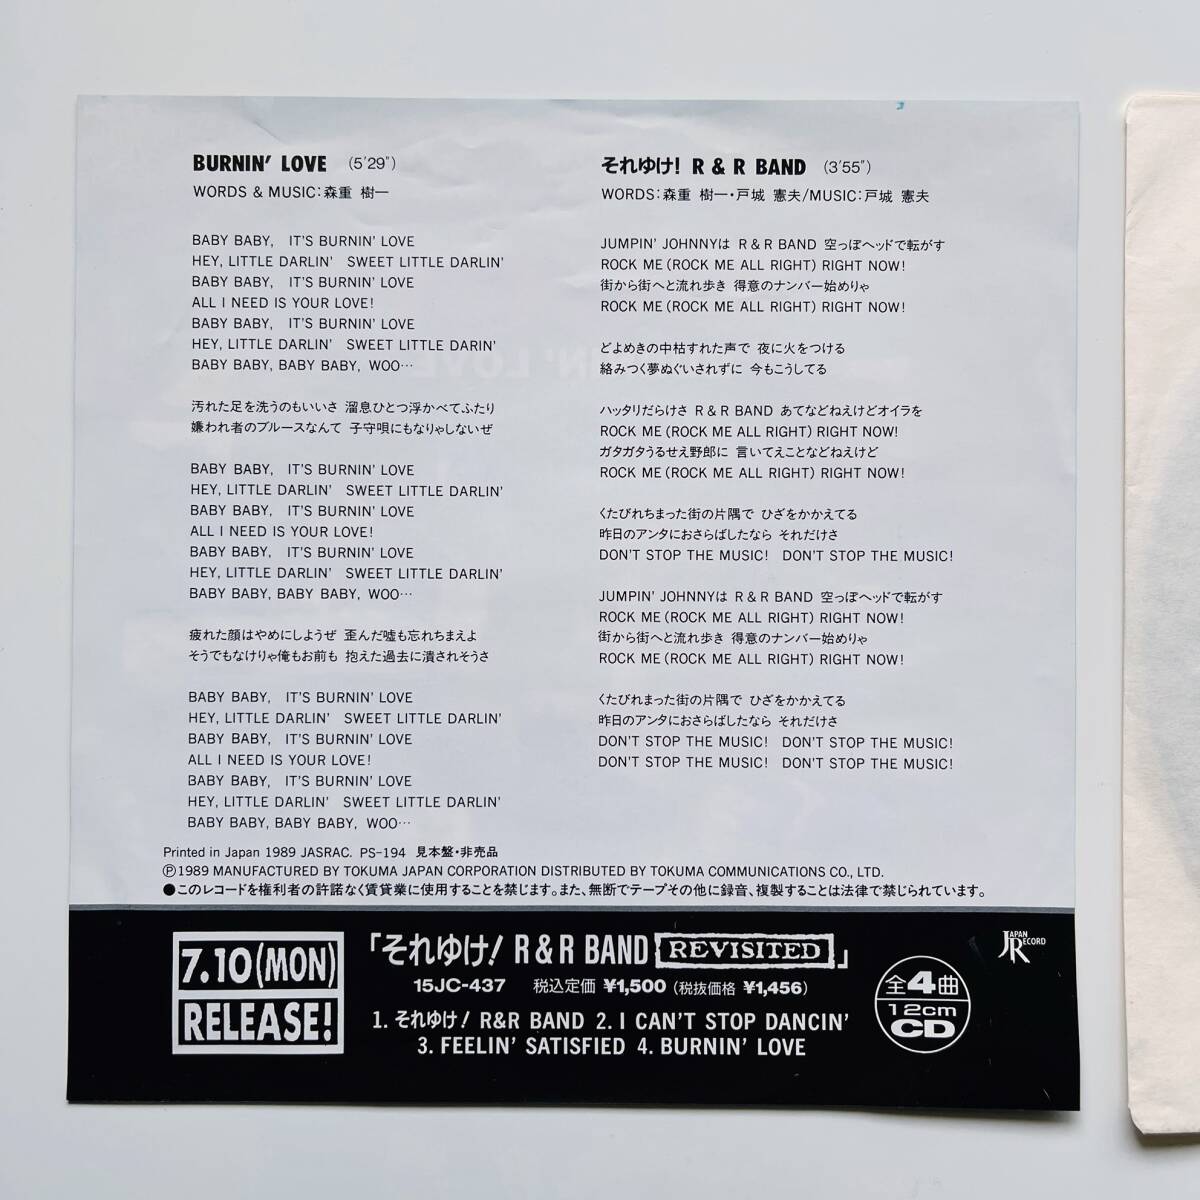 BURNIN' LOVE (5'29")
WORDS & MUSIC：森重 樹一
BABY BABY, IT'S BURNIN' LOVE
HEY, LITTLE DARLIN' SWEET LITTLE DARLIN'
BABY BABY, IT'S BURNIN' LOVE
ALL I NEED IS YOUR LOVE!
BABY BABY, IT'S BURNIN' LOVE
HEY, LITTLE DARLIN' SWEET LITTLE DARIN'
BABY BABY, BABY BABY, WOO…
汚れた足を洗うのもいいさ 溜息ひとつ浮かべてふたり
嫌われ者のブルースなんて 子守唄にもなりゃしないぜ
BABY BABY, IT'S BURNIN' LOVE
HEY, LITTLE DARLIN' SWEET LITTLE DARLIN'
BABY BABY, IT'S BURNIN' LOVE
ALL I NEED IS YOUR LOVE!
BABY BABY, IT'S BURNIN' LOVE
HEY, LITTLE DARLIN' SWEET LITTLE DARLIN'
BABY BABY, BABY BABY, WOO…
疲れた顔はやめにしようぜ 歪んだ嘘も忘れちまえよ
そうでもなけりゃ俺もお前も 抱えた過去に潰されそうさ
BABY BABY, IT'S BURNIN' LOVE
HEY, LITTLE DARLIN' SWEET LITTLE DARLIN'
BABY BABY, IT'S BURNIN' LOVE
ALL I NEED IS YOUR LOVE!
BABY BABY, IT'S BURNIN' LOVE
HEY, LITTLE DARLIN' SWEET LITTLE DARLIN'
BABY BABY, BABY BABY, WOO…
それゆけ! R & R BAND (3'55")
WORDS：森重 樹一・戸城 憲夫/MUSIC：戸城 憲夫
JUMPIN' JOHNNYは R & R BAND 空っぽヘッドで転がす
ROCK ME (ROCK ME ALL RIGHT) RIGHT NOW!
街から街へと流れ歩き 得意のナンバー始めりゃ
ROCK ME (ROCK ME ALL RIGHT) RIGHT NOW!
どよめきの中枯すれた声で 夜に火をつける
絡みつく夢ぬぐいされずに 今もこうしてる
ハッタリだらけさ R & R BAND あてなどねえけどオイラを
ROCK ME (ROCK ME ALL RIGHT) RIGHT NOW!
ガタガタうるせえ野郎に 言いてえことなどねえけど
ROCK ME (ROCK ME ALL RIGHT) RIGHT NOW!
くたびれちまった街の片隅で ひざをかかえてる
昨日のアンタにおさらばしたなら それだけさ
DON'T STOP THE MUSIC! DON'T STOP THE MUSIC!
JUMPIN' JOHNNYは R & R BAND 空っぽヘッドで転がす
ROCK ME (ROCK ME ALL RIGHT) RIGHT NOW!
街から街へと流れ歩き 得意のナンバー始めりゃ
ROCK ME (ROCK ME ALL RIGHT) RIGHT NOW!
くたびれまった街の片隅で ひざをかかえてる
昨日のアンタにおさらばしたなら それだけさ
DON'T STOP THE MUSIC! DON'T STOP THE MUSIC!
DON'T STOP THE MUSIC! DON'T STOP THE MUSIC!
Printed in Japan 1989 JASRAC. PS-194 見本盤・非売品
Ⓟ1989 MANUFACTURED BY TOKUMA JAPAN CORPORATION DISTRIBUTED BY TOKUMA COMMUNICATIONS CO., LTD.
●このレコードを権利者の許諾なく賃貸業に使用することを禁じます。また、無断でテープその他に録音、複製することは法律で禁じられています。
7.10(MON)
RELEASE!
「それゆけ! R & R BAND REVISITED」
15JC-437 税込定価 ¥1,500 (税抜価格 ¥1,456)
1. それゆけ! R&R BAND 2. I CAN'T STOP DANCIN'
3. FEELIN' SATISFIED 4. BURNIN' LOVE
全4曲
12cm
CD
JAPAN
RECORD